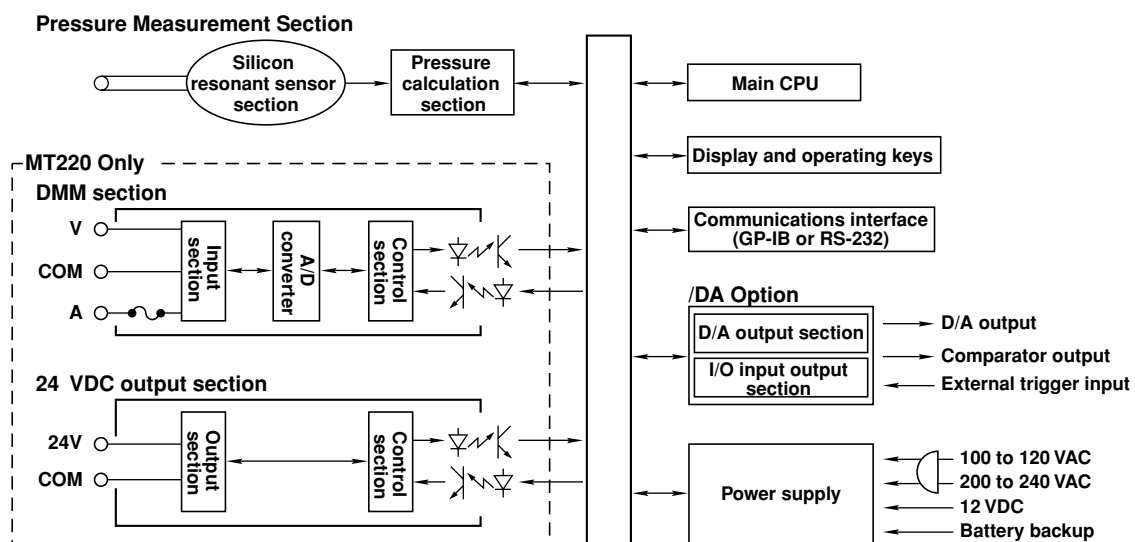 Pressure Measurement Section
Silicon
resonant sensor
section
Pressure
calculation
section
Main CPU
Display and operating keys
Communications interface
(GP-IB or RS-232)
MT220 Only
DMM section
V
COM
A
Input
section
A/D
converter
Control
section
/DA Option
D/A output section
I/O input output
section
D/A output
Comparator output
External trigger input
24 VDC output section
24V
COM
Output
section
Control
section
Power supply
100 to 120 VAC
200 to 240 VAC
12 VDC
Battery backup